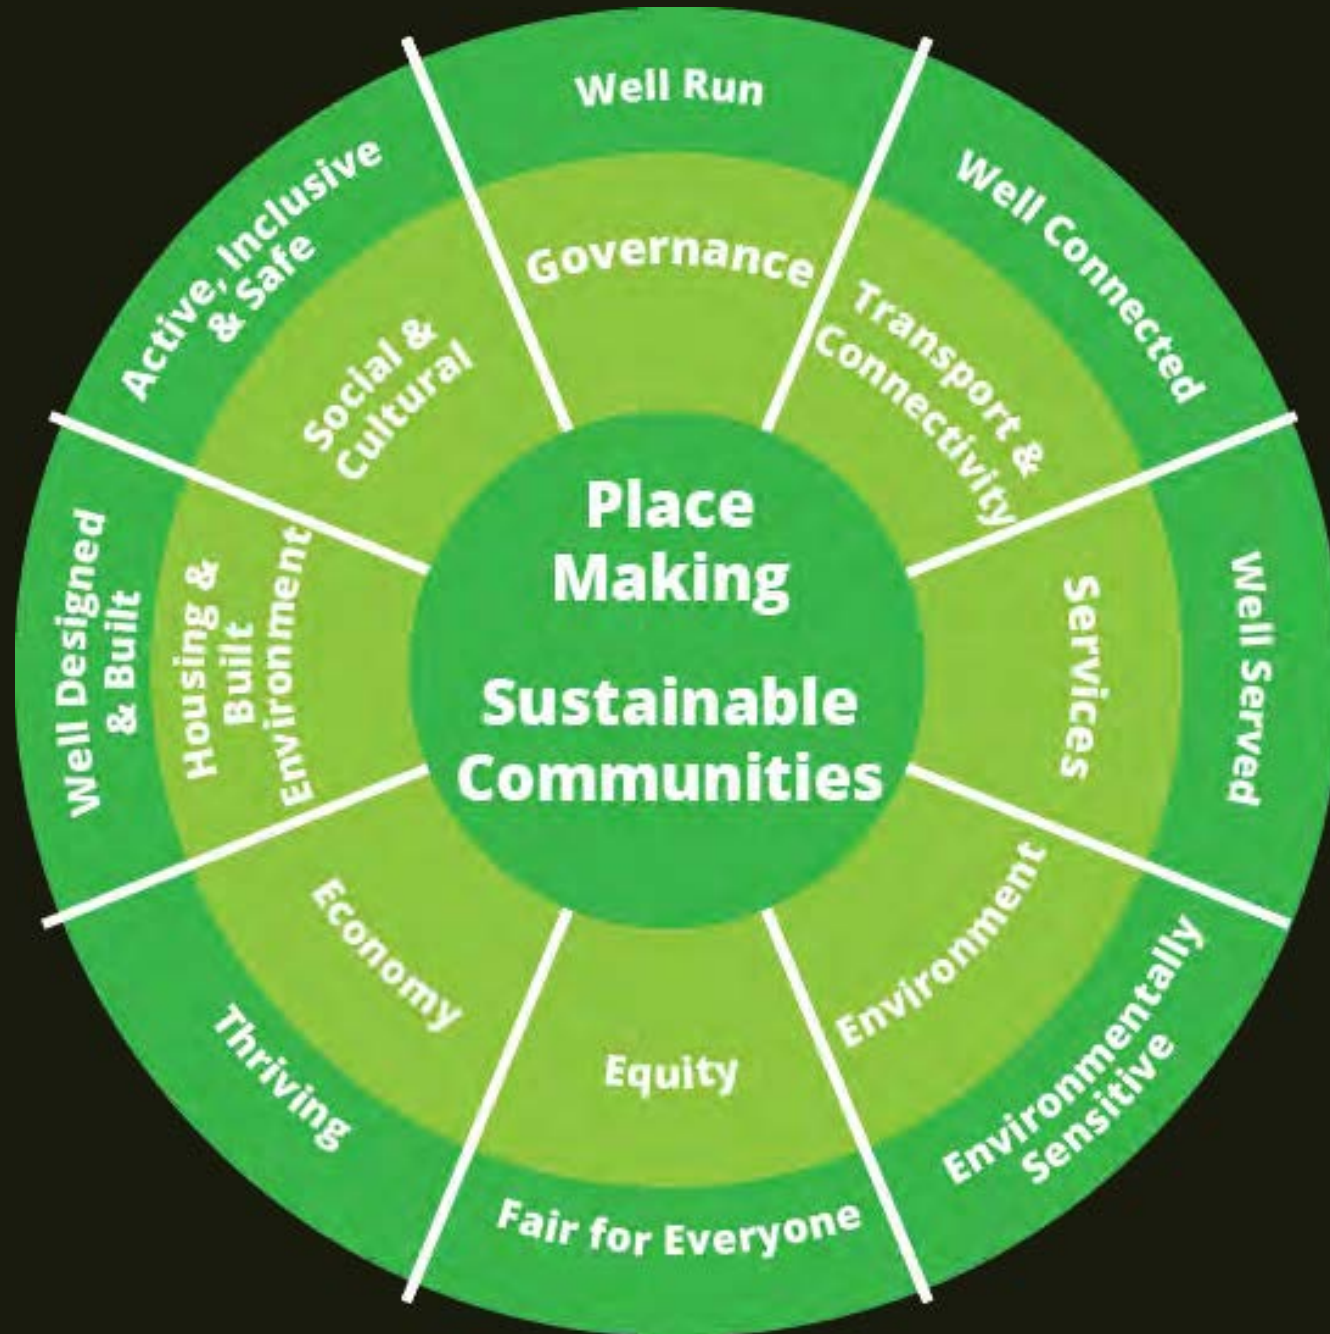 Well Run
Governance
Well Connected
Transport &
Connectivity
Well Served
Services
Environmentally
Sensitive
Environment
Fair for Everyone
Equity
Thriving
Economy
Well Designed
& Built
Housing &
Built
Environment
Active, Inclusive
& Safe
Social &
Cultural
Place
Making
Sustainable
Communities